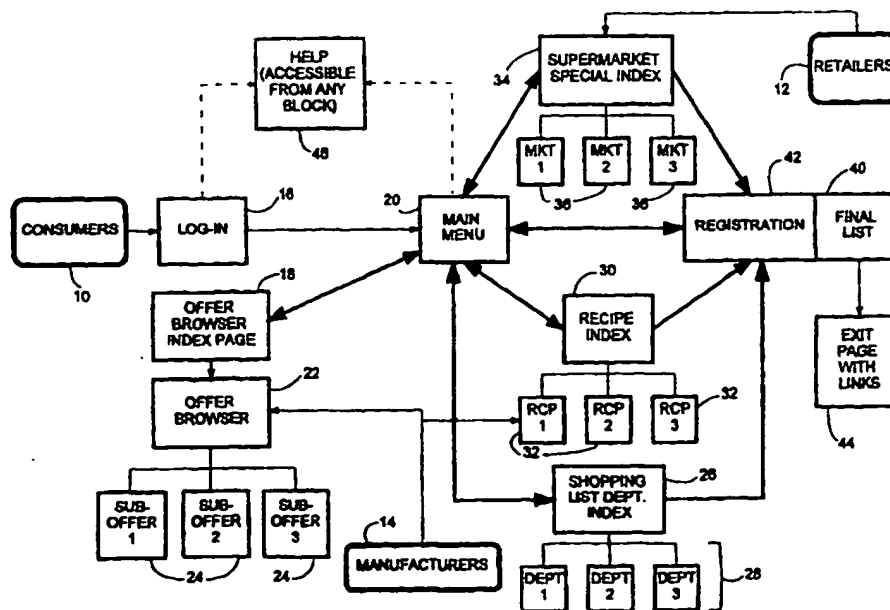 HELP
(ACCESSIBLE
FROM ANY
BLOCK)
46
34
SUPERMARKET
SPECIAL INDEX
RETAILERS
12
MKT
1
MKT
2
MKT
3
36
36
42
40
16
20
CONSUMERS
10
LOG-IN
MAIN
MENU
REGISTRATION
FINAL
LIST
18
OFFER
BROWSER
INDEX PAGE
30
RECIPE
INDEX
EXIT
PAGE
WITH
LINKS
44
22
OFFER
BROWSER
RCP
1
RCP
2
RCP
3
32
32
26
SHOPPING
LIST DEPT.
INDEX
SUB-
OFFER
1
SUB-
OFFER
2
SUB-
OFFER
3
24
24
14
MANUFACTURERS
DEPT
1
DEPT
2
DEPT
3
28